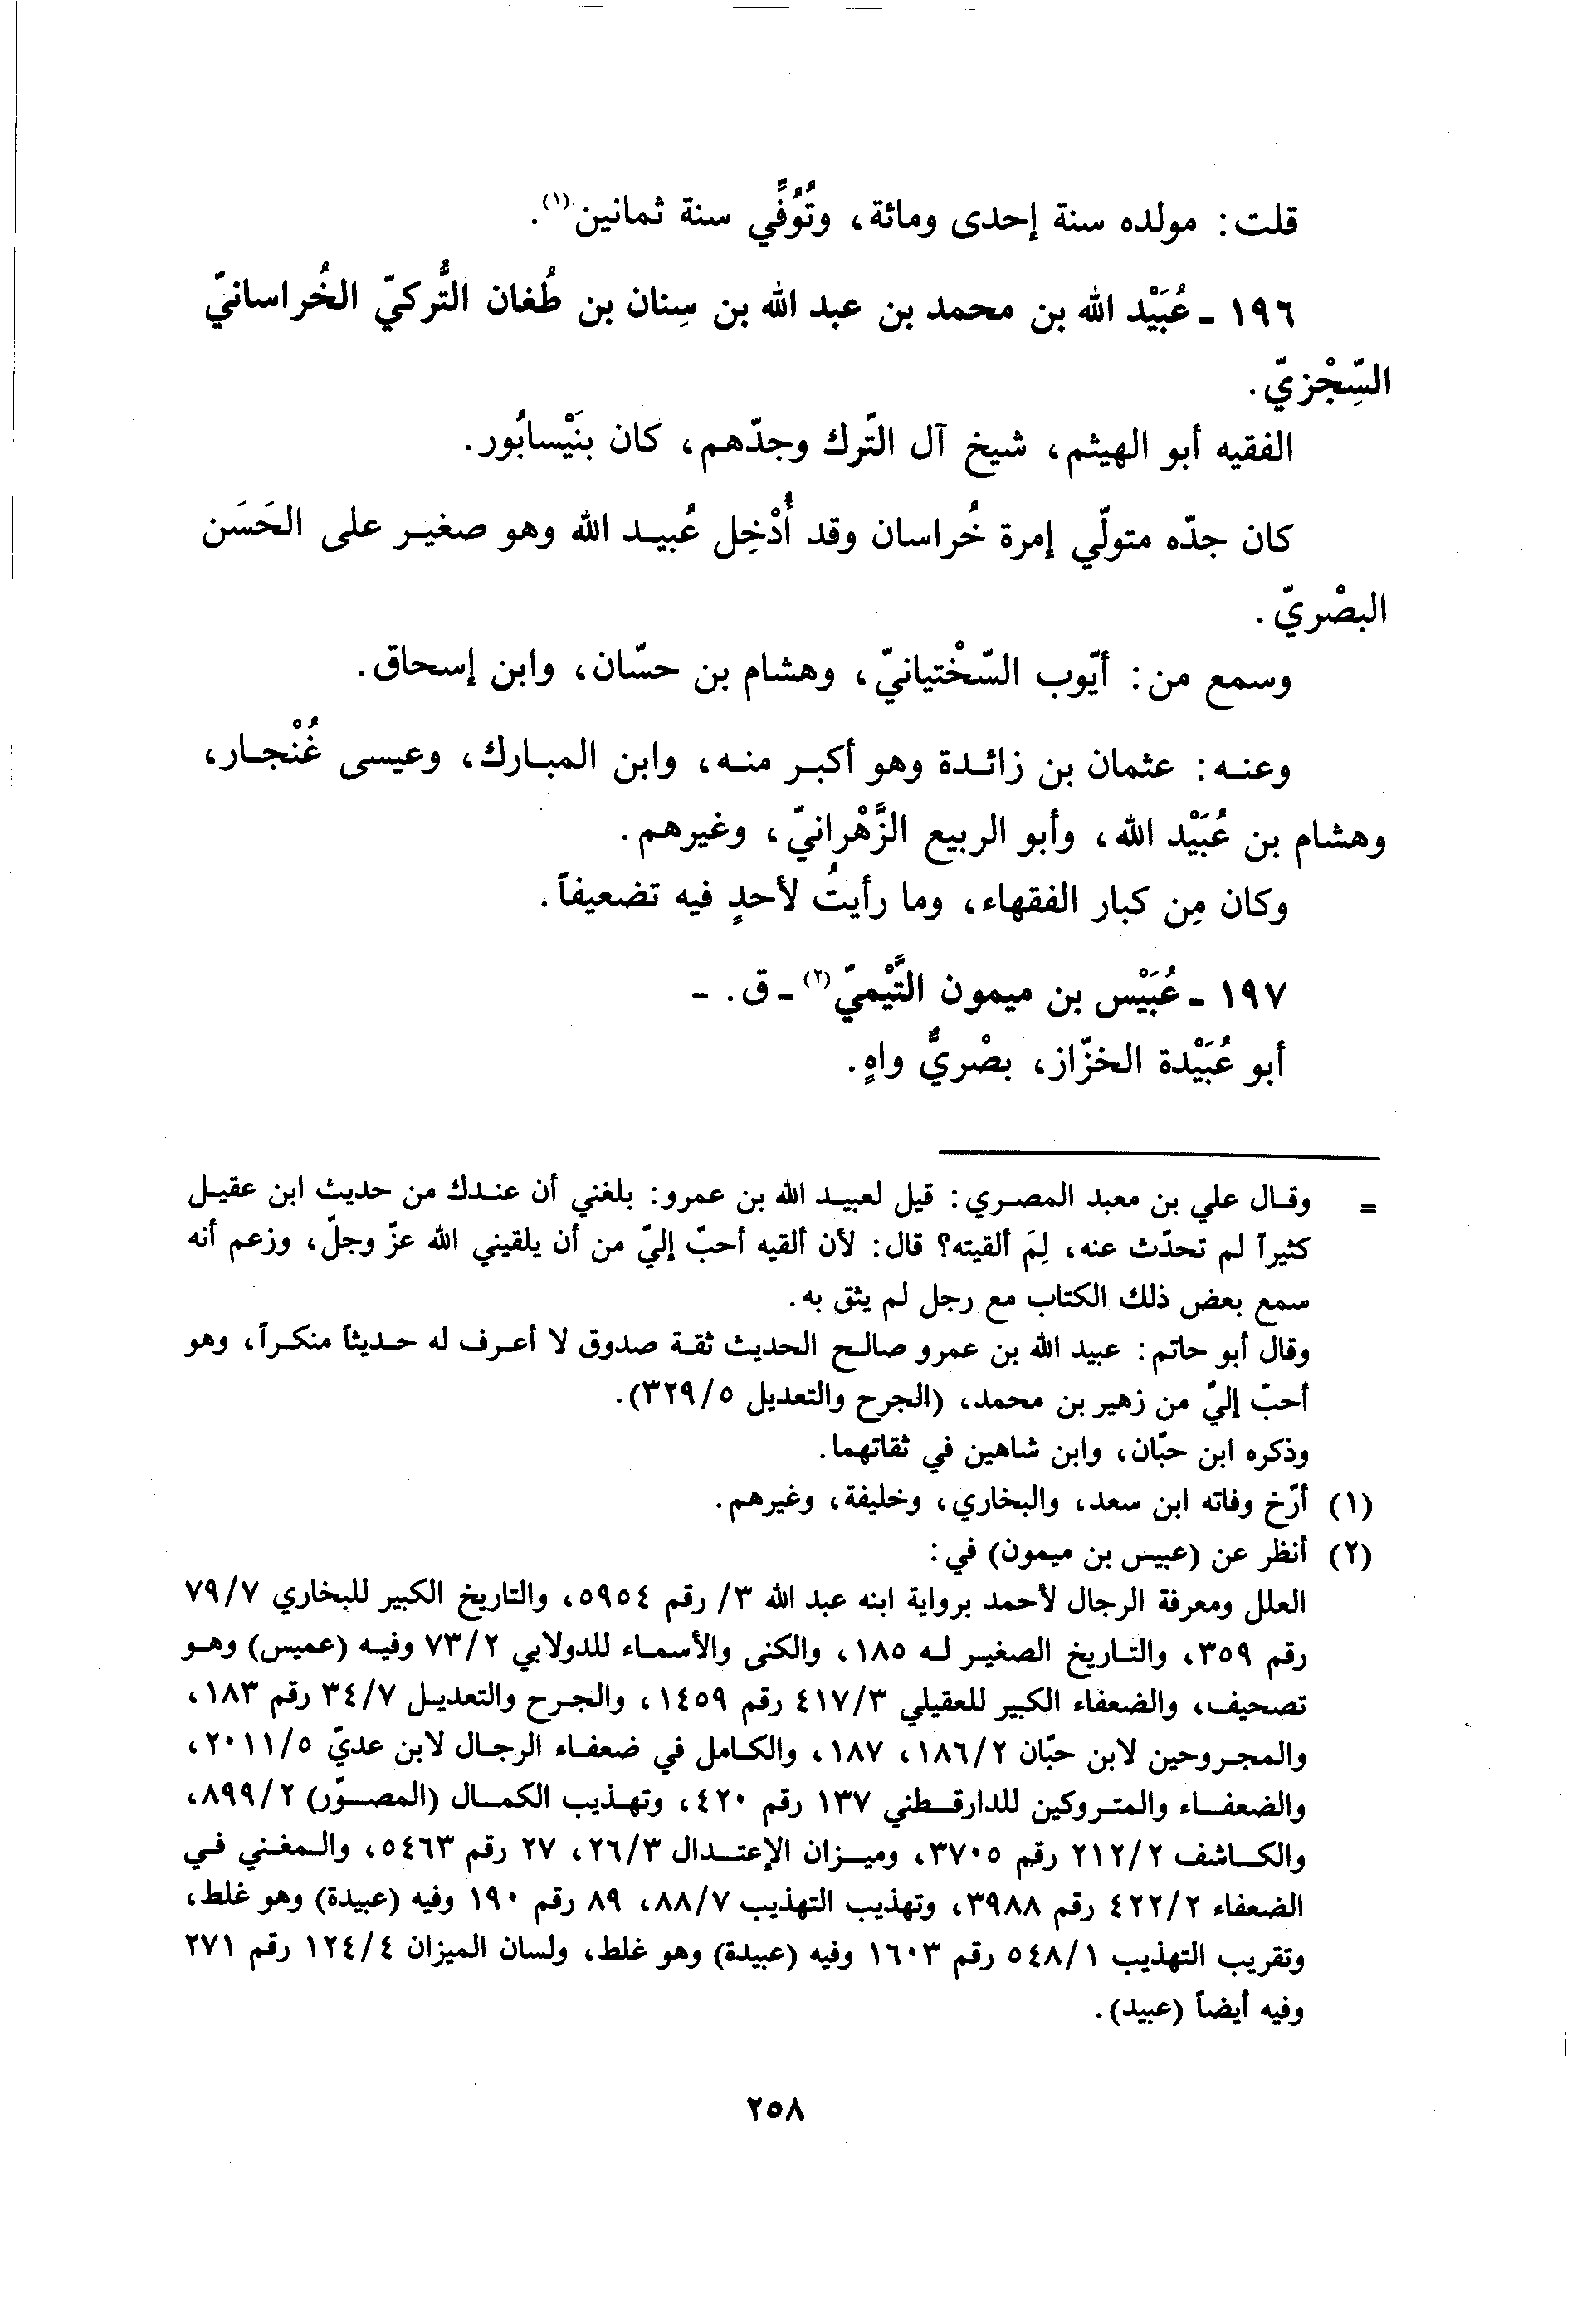 قلت: مولده سنة إحدى ومائة، وتُوُفِّي سنة ثمانين(١).
١٩٦ - عُبَيْد الله بن محمد بن عبد الله بن سِنان بن طُغان التُّركيّ الخُراسانيّ
السِّجْزيّ.
الفقيه أبو الهيثم، شيخ آل التّرك وجدّهم، كان بنَيْسابُور.
كان جدّه متولّي إمرة خُراسان وقد أُدْخِل عُبيد الله وهو صغير على الحَسَن
البصْريّ.
وسمع من: أيّوب السّخْتيانيّ، وهشام بن حسّان، وابن إسحاق.
وعنه: عثمان بن زائدة وهو أكبر منه، وابن المبارك، وعيسى غُنْجار،
وهشام بن عُبَيْد الله، وأبو الربيع الزَّهْرانيّ، وغيرهم.
وكان مِن كبار الفقهاء، وما رأيتُ لأحدٍ فيه تضعيفاً.
١٩٧ - عُبَيْس بن ميمون التَّيْميّ(٢) - ق. -
أبو عُبَيْدة الخزّاز، بصْريٌّ واهٍ.
= وقال علي بن معبد المصري: قيل لعبيد الله بن عمرو: بلغني أن عندك من حديث ابن عقيل
كثيراً لم تحدّث عنه، لِمَ ألقيته؟ قال: لأن ألقيه أحبّ إليّ من أن يلقيني الله عزّ وجلّ، وزعم أنه
سمع بعض ذلك الكتاب مع رجل لم يثق به.
وقال أبو حاتم: عبيد الله بن عمرو صالح الحديث ثقة صدوق لا أعرف له حديثاً منكراً، وهو
أحبّ إليّ من زهير بن محمد، (الجرح والتعديل ٣٢٩/٥).
وذكره ابن حبّان، وابن شاهين في ثقاتهما.
(١) أرّخ وفاته ابن سعد، والبخاري، وخليفة، وغيرهم.
(٢) أنظر عن (عبيس بن ميمون) في:
العلل ومعرفة الرجال لأحمد برواية ابنه عبد الله ٣/ رقم ٥٩٥٤، والتاريخ الكبير للبخاري ٧٩/٧
رقم ٣٥٩، والتاريخ الصغير له ١٨٥، والكنى والأسماء للدولابي ٧٣/٢ وفيه (عميس) وهو
تصحيف، والضعفاء الكبير للعقيلي ٤١٧/٣ رقم ١٤٥٩، والجرح والتعديل ٣٤/٧ رقم ١٨٣،
والمجروحين لابن حبّان ١٨٦/٢، ١٨٧، والكامل في ضعفاء الرجال لابن عديّ ٢٠١١/٥،
والضعفاء والمتروكين للدارقطني ١٣٧ رقم ٤٢٠، وتهذيب الكمال (المصوّر) ٨٩٩/٢،
والكاشف ٢١٢/٢ رقم ٣٧٠٥، وميزان الإعتدال ٢٦/٣، ٢٧ رقم ٥٤٦٣، والمغني في
الضعفاء ٤٢٢/٢ رقم ٣٩٨٨، وتهذيب التهذيب ٨٨/٧، ٨٩ رقم ١٩٠ وفيه (عبيدة) وهو غلط،
وتقريب التهذيب ٥٤٨/١ رقم ١٦٠٣ وفيه (عبيدة) وهو غلط، ولسان الميزان ١٢٤/٤ رقم ٢٧١
وفيه أيضاً (عبيد).
٢٥٨